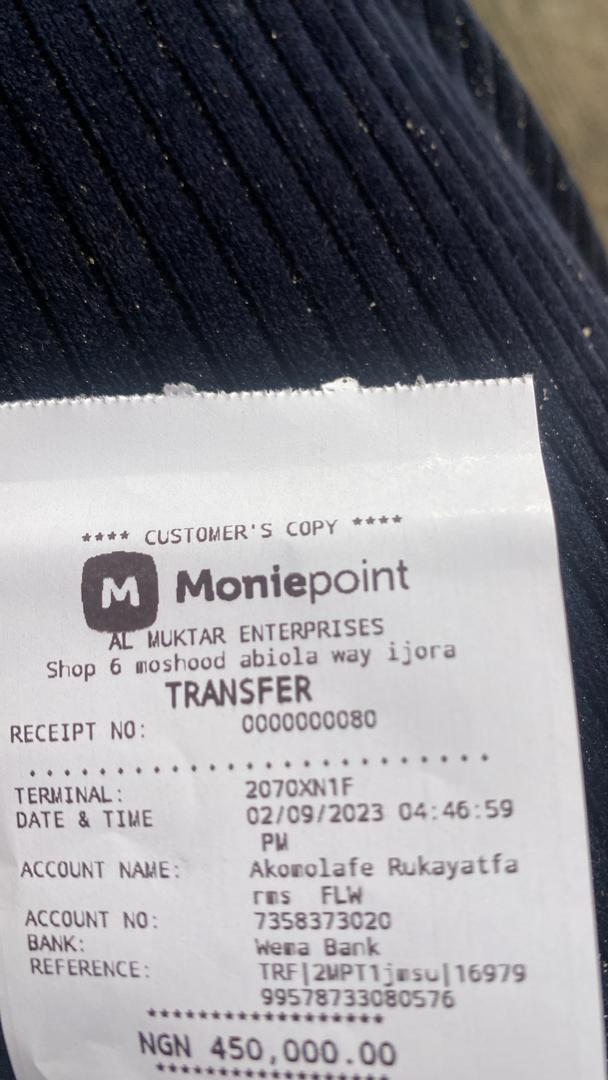 **** CUSTOMER'S COPY ****
M Moniepoint
AL MUKTAR ENTERPRISES
Shop 6 moshood abiola way ijora
TRANSFER
RECEIPT NO: 0000000080
TERMINAL: 2070XN1F
DATE & TIME 02/09/2023 04:46:59
PM
ACCOUNT NAME: Akomolafe Rukayatfa
rms FLW
ACCOUNT NO: 7358373020
BANK: Wema Bank
REFERENCE: TRF|2MPT1jmsu|16979
99578733080576
********************
NGN 450,000.00
********************